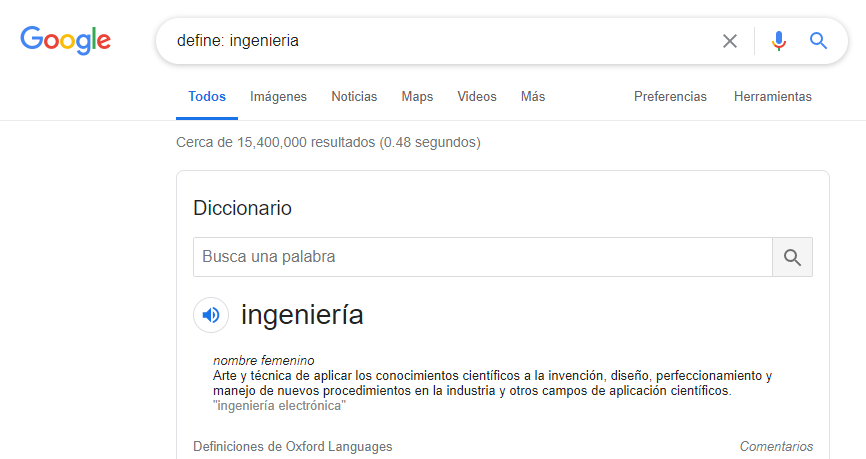 Google
define: ingenieria
Todos Imágenes Noticias Maps Videos Más Preferencias Herramientas
Cerca de 15,400,000 resultados (0.48 segundos)
Diccionario
Busca una palabra
ingeniería
nombre femenino
Arte y técnica de aplicar los conocimientos científicos a la invención, diseño, perfeccionamiento y
manejo de nuevos procedimientos en la industria y otros campos de aplicación científicos.
"ingeniería electrónica"
Definiciones de Oxford Languages Comentarios